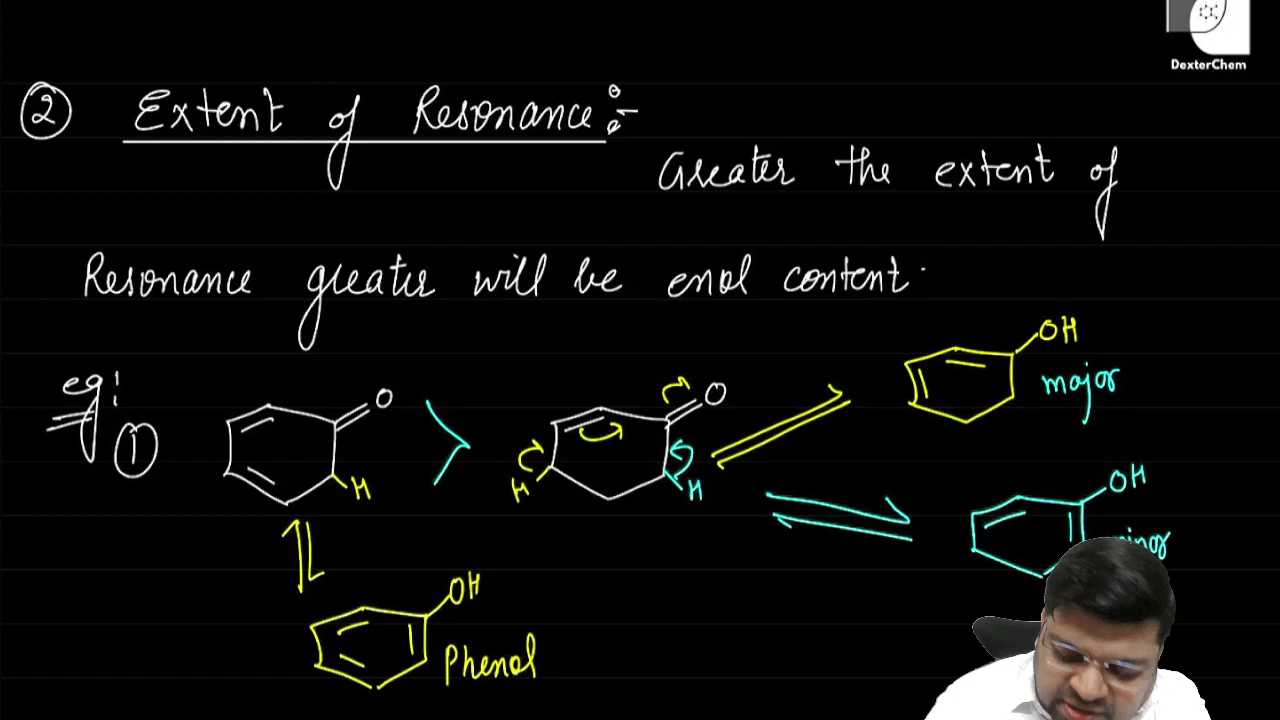 DexterChem
② Extent of Resonance:-
Greater the extent of
Resonance greater will be enol content.
eg:
①
O
H
>
O
H
H
OH
major
OH
OH
Phenol